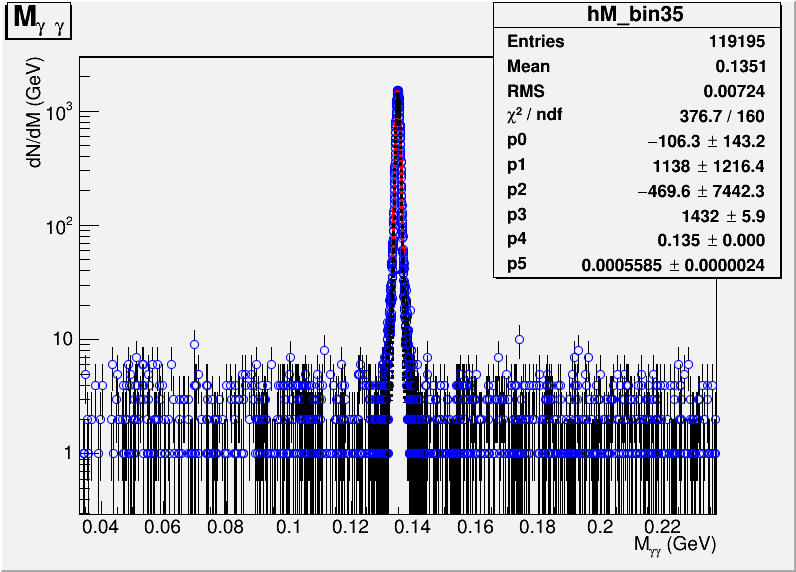 M γ γ
hM_bin35
Entries 119195
Mean 0.1351
RMS 0.00724
χ² / ndf 376.7 / 160
p0 −106.3 ± 143.2
p1 1138 ± 1216.4
p2 −469.6 ± 7442.3
p3 1432 ± 5.9
p4 0.135 ± 0.000
p5 0.0005585 ± 0.0000024
dN/dM (GeV)
10³
10²
10
1
0.04 0.06 0.08 0.1 0.12 0.14 0.16 0.18 0.2 0.22
Mγγ (GeV)